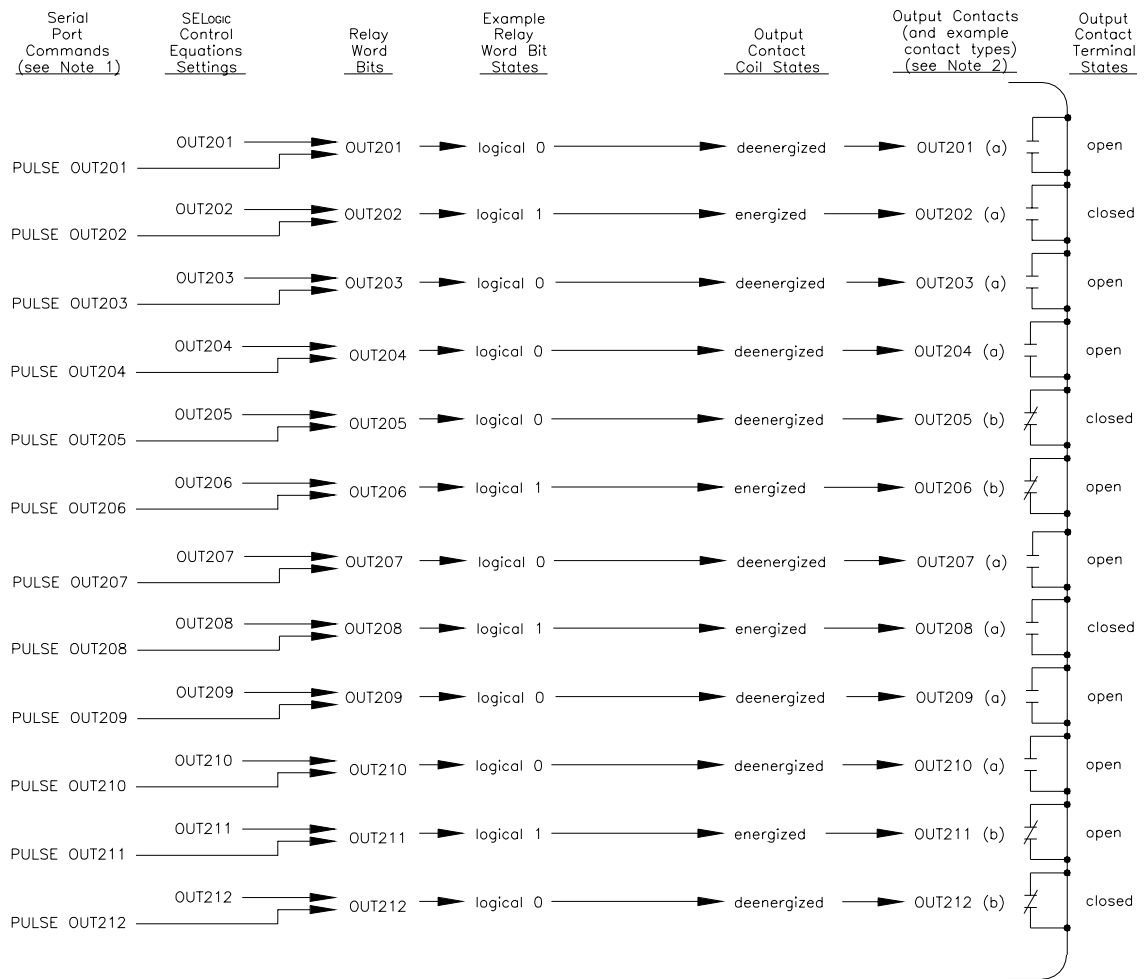 Serial
Port
Commands
(see Note 1)
SELOGIC
Control
Equations
Settings
Relay
Word
Bits
Example
Relay
Word Bit
States
Output
Contact
Coil States
Output Contacts
(and example
contact types)
(see Note 2)
Output
Contact
Terminal
States
OUT201
PULSE OUT201
OUT201
logical 0
deenergized
OUT201 (a)
open
OUT202
PULSE OUT202
OUT202
logical 1
energized
OUT202 (a)
closed
OUT203
PULSE OUT203
OUT203
logical 0
deenergized
OUT203 (a)
open
OUT204
PULSE OUT204
OUT204
logical 0
deenergized
OUT204 (a)
open
OUT205
PULSE OUT205
OUT205
logical 0
deenergized
OUT205 (b)
closed
OUT206
PULSE OUT206
OUT206
logical 1
energized
OUT206 (b)
open
OUT207
PULSE OUT207
OUT207
logical 0
deenergized
OUT207 (a)
open
OUT208
PULSE OUT208
OUT208
logical 1
energized
OUT208 (a)
closed
OUT209
PULSE OUT209
OUT209
logical 0
deenergized
OUT209 (a)
open
OUT210
PULSE OUT210
OUT210
logical 0
deenergized
OUT210 (a)
open
OUT211
PULSE OUT211
OUT211
logical 1
energized
OUT211 (b)
open
OUT212
PULSE OUT212
OUT212
logical 0
deenergized
OUT212 (b)
closed